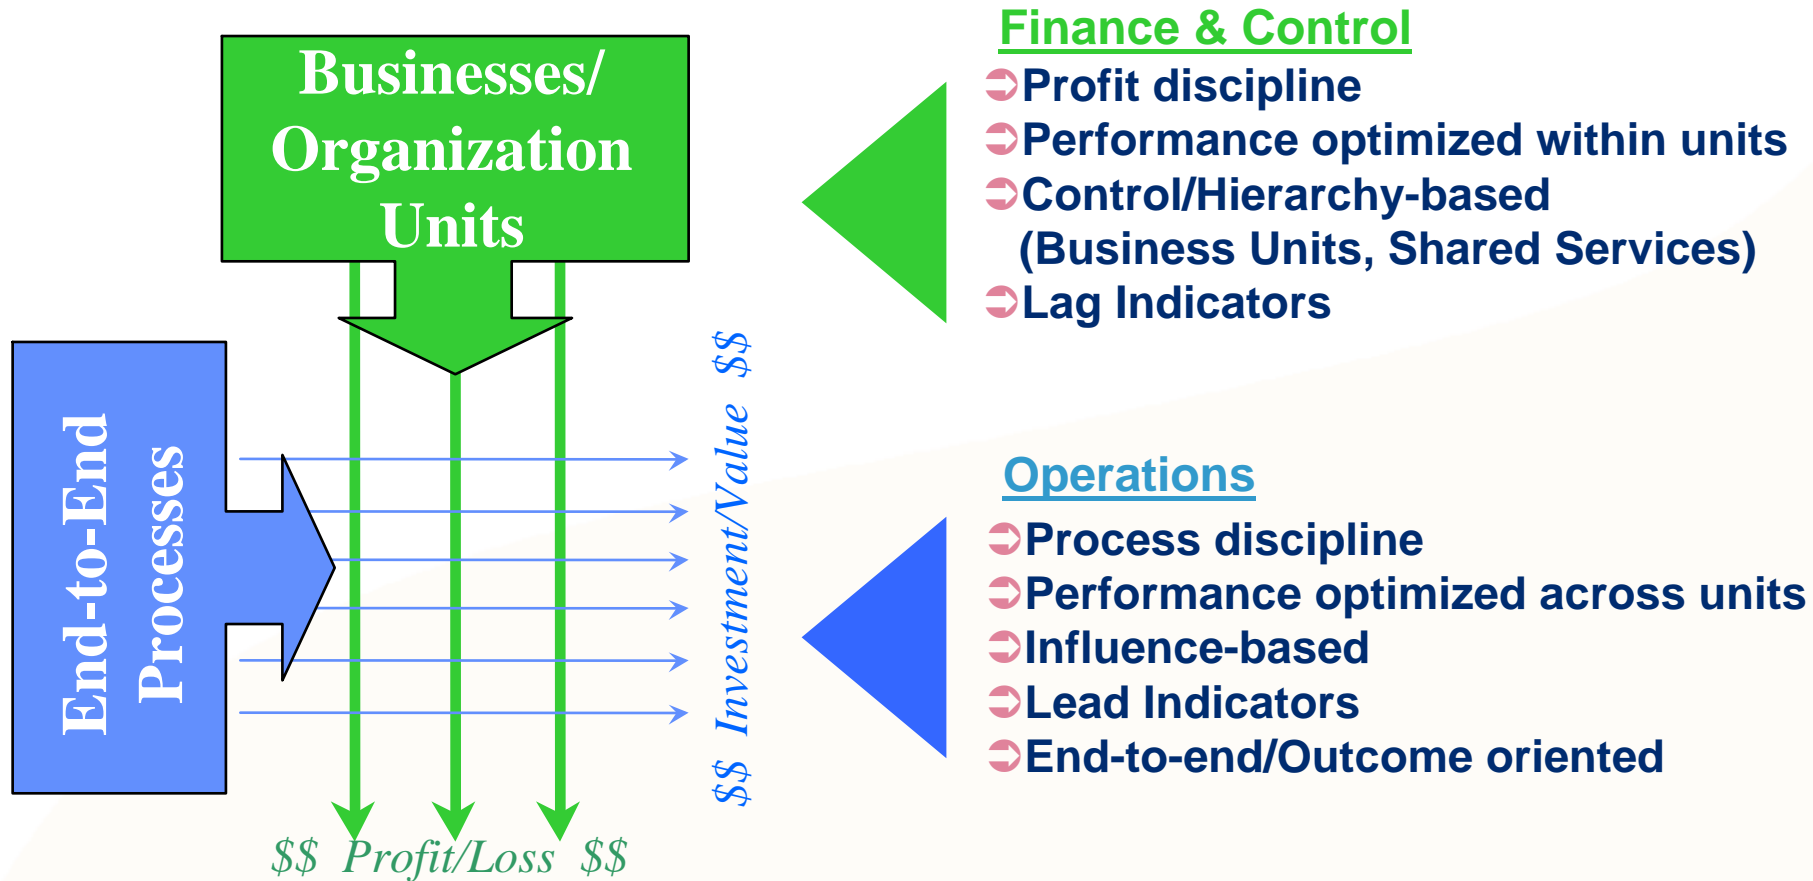 Businesses/
Organization
Units
End-to-End
Processes
$$ Investment/Value $$
$$ Profit/Loss $$
Finance & Control
➲Profit discipline
➲Performance optimized within units
➲Control/Hierarchy-based
(Business Units, Shared Services)
➲Lag Indicators
Operations
➲Process discipline
➲Performance optimized across units
➲Influence-based
➲Lead Indicators
➲End-to-end/Outcome oriented